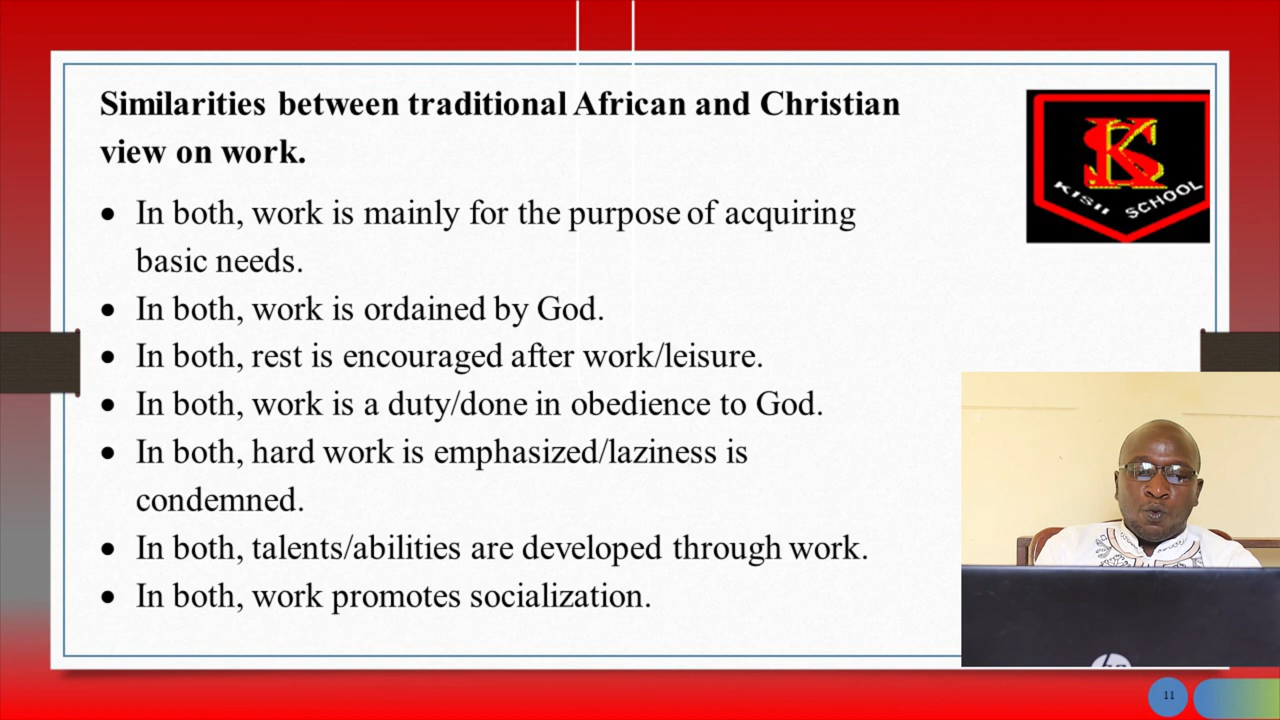 Similarities between traditional African and Christian
view on work.
• In both, work is mainly for the purpose of acquiring
basic needs.
• In both, work is ordained by God.
• In both, rest is encouraged after work/leisure.
• In both, work is a duty/done in obedience to God.
• In both, hard work is emphasized/laziness is
condemned.
• In both, talents/abilities are developed through work.
• In both, work promotes socialization.
KS
KISII SCHOOL
hp
11